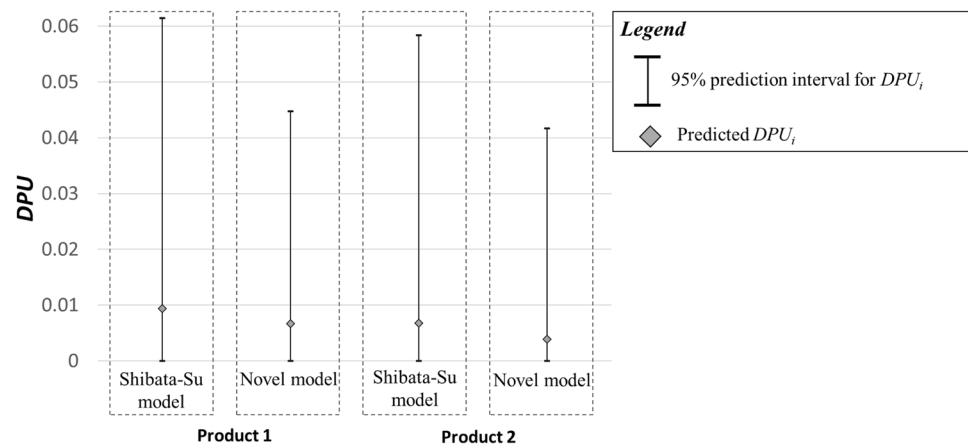 0.06
0.05
0.04
0.03
0.02
0.01
0
DPU
Shibata-Su
model
Novel model
Shibata-Su
model
Novel model
Product 1
Product 2
Legend
95% prediction interval for DPUi
Predicted DPUi